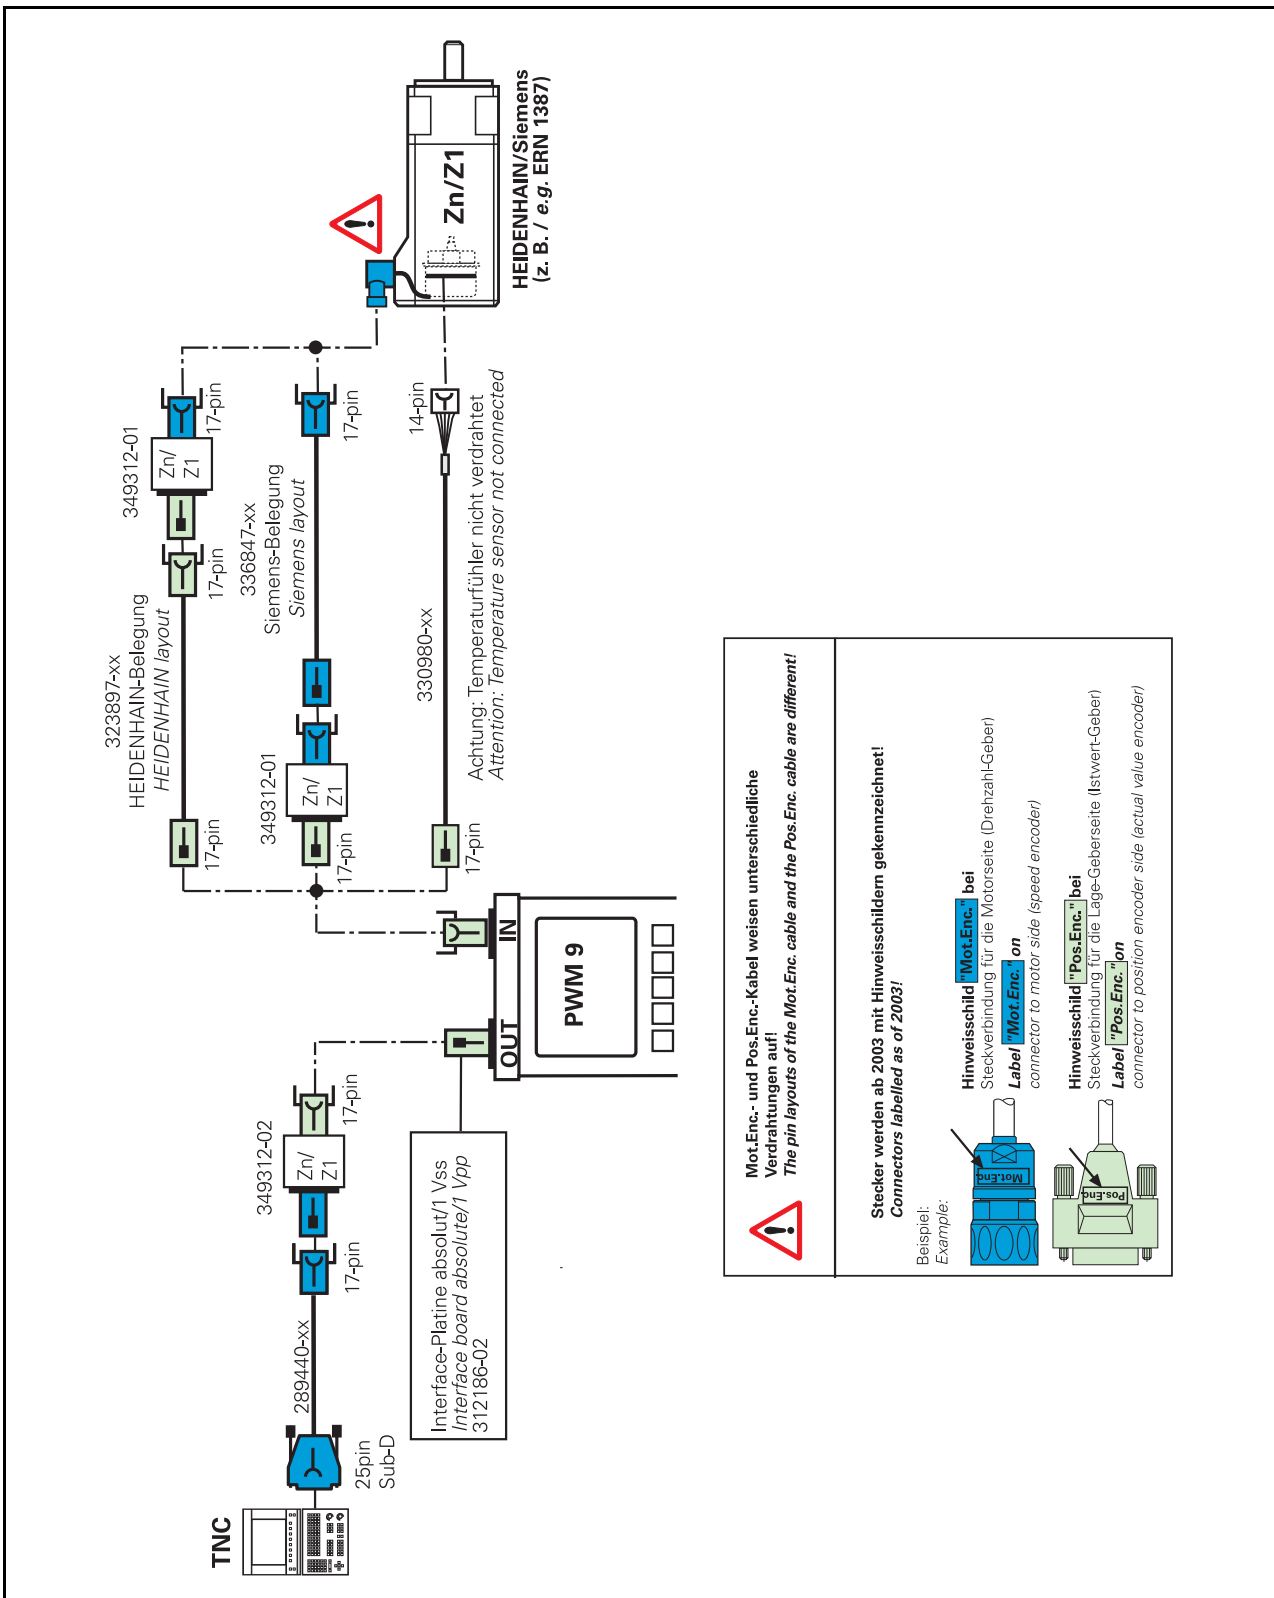 TNC
25pin
Sub-D
289440-xx
17-pin
349312-02
Zn/
Z1
17-pin
Interface-Platine absolut/1 Vss
Interface board absolute/1 Vpp
312186-02
OUT
IN
PWM 9
323897-xx
HEIDENHAIN-Belegung
HEIDENHAIN layout
17-pin
17-pin
349312-01
Zn/
Z1
17-pin
349312-01
Zn/
Z1
17-pin
336847-xx
Siemens-Belegung
Siemens layout
17-pin
330980-xx
17-pin
14-pin
Achtung: Temperaturfühler nicht verdrahtet
Attention: Temperature sensor not connected
Zn/Z1
HEIDENHAIN/Siemens
(z. B. / e.g. ERN 1387)
Mot.Enc.- und Pos.Enc.-Kabel weisen unterschiedliche
Verdrahtungen auf!
The pin layouts of the Mot.Enc. cable and the Pos.Enc. cable are different!
Stecker werden ab 2003 mit Hinweisschildern gekennzeichnet!
Connectors labelled as of 2003!
Beispiel:
Example:
Mot.Enc.
Hinweisschild "Mot.Enc." bei
Steckverbindung für die Motorseite (Drehzahl-Geber)
Label "Mot.Enc." on
connector to motor side (speed encoder)
Pos.Enc.
Hinweisschild "Pos.Enc." bei
Steckverbindung für die Lage-Geberseite (Istwert-Geber)
Label "Pos.Enc." on
connector to position encoder side (actual value encoder)